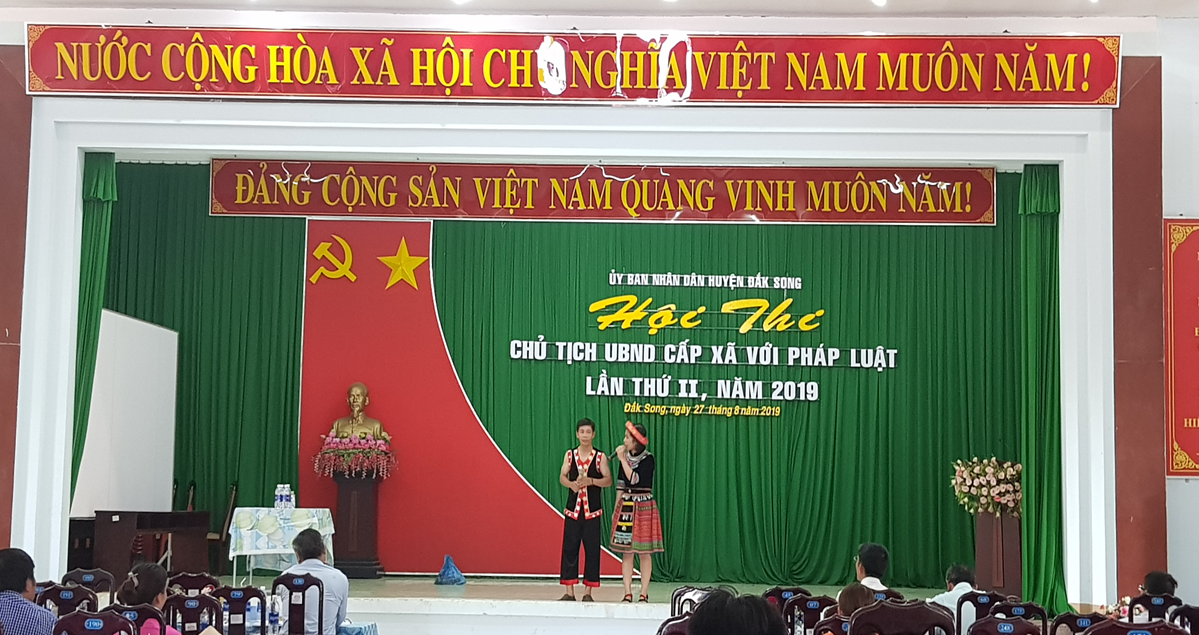 NƯỚC CỘNG HÒA XÃ HỘI CHỦ NGHĨA VIỆT NAM MUÔN NĂM!
ĐẢNG CỘNG SẢN VIỆT NAM QUANG VINH MUÔN NĂM!
ỦY BAN NHÂN DÂN HUYỆN ĐẮK SONG
Hội Thi
CHỦ TỊCH UBND CẤP XÃ VỚI PHÁP LUẬT
LẦN THỨ II, NĂM 2019
Đắk Song, ngày 27 tháng 8 năm 2019